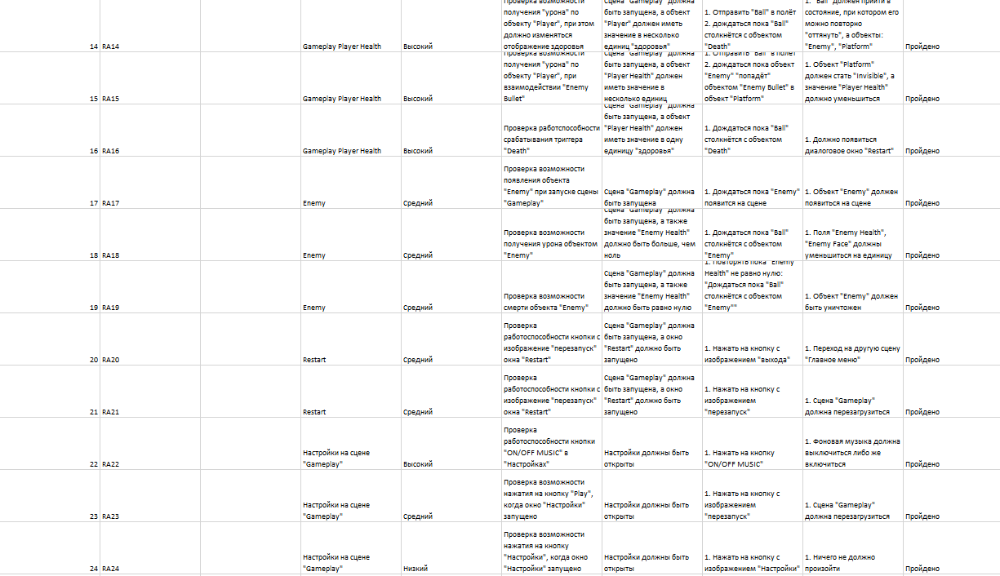 14 RA14 Gameplay Player Health Высокий
Проверка возможности
получения "урона" по
объекту "Player", при этом
должно изменяться
отображение здоровья
Сцена "Gameplay" должна
быть запущена, а объект
"Player" должен иметь
значение в несколько
единиц "здоровья"
1. Отправить "Ball" в полёт
2. дождаться пока "Ball"
столкнётся с объектом
"Death"
1. "Ball" должен прийти в
состояние, при котором его
можно повторно
"оттянуть", а объекты:
"Enemy", "Platform"
Пройдено
15 RA15 Gameplay Player Health Высокий
Проверка возможности
получения "урона" по
объекту "Player", при
взаимодействии "Enemy
Bullet"
Сцена "Gameplay" должна
быть запущена, а объект
"Player Health" должен
иметь значение в
несколько единиц
1. Отправить "Ball" в полёт
2. дождаться пока объект
"Enemy" "попадёт"
объектом "Enemy Bullet" в
объект "Platform"
1. Объект "Platform"
должен стать "Invisible", а
значение "Player Health"
должно уменьшиться
Пройдено
16 RA16 Gameplay Player Health Высокий
Проверка работспособности
срабатывания триггера
"Death"
Сцена "Gameplay" должна
быть запущена, а объект
"Player Health" должен
иметь значение в одну
единицу "здоровья"
1. Дождаться пока "Ball"
столкнётся с объектом
"Death"
1. Должно появиться
диалоговое окно "Restart"
Пройдено
17 RA17 Enemy Средний
Проверка возможности
появления объекта
"Enemy" при запуске сцены
"Gameplay"
Сцена "Gameplay" должна
быть запущена
1. Дождаться пока "Enemy"
появится на сцене
1. Объект "Enemy" должен
появиться на сцене
Пройдено
18 RA18 Enemy Средний
Проверка возможности
получения урона объектом
"Enemy"
Сцена "Gameplay" должна
быть запущена, а также
значение "Enemy Health"
должно быть больше, чем
ноль
1. Дождаться пока "Ball"
столкнётся с объектом
"Enemy"
1. Поля "Enemy Health",
"Enemy Face" должны
уменьшиться на единицу
Пройдено
19 RA19 Enemy Средний
Проверка возможности
смерти объекта "Enemy"
Сцена "Gameplay" должна
быть запущена, а также
значение "Enemy Health"
должно быть равно нулю
1. Повторять пока "Enemy
Health" не равно нулю:
"Дождаться пока "Ball"
столкнётся с объектом
"Enemy""
1. Объект "Enemy" должен
быть уничтожен
Пройдено
20 RA20 Restart Средний
Проверка
работоспособности кнопки с
изображение "перезапуск"
окна "Restart"
Сцена "Gameplay" должна
быть запущена, а окно
"Restart" должно быть
запущено
1. Нажать на кнопку с
изображением "выхода"
1. Переход на другую сцену
"Главное меню"
Пройдено
21 RA21 Restart Средний
Проверка
работоспособности кнопки с
изображение "перезапуск"
окна "Restart"
Сцена "Gameplay" должна
быть запущена, а окно
"Restart" должно быть
запущено
1. Нажать на кнопку с
изображением
"перезапуск"
1. Сцена "Gameplay"
должна перезагрузиться
Пройдено
22 RA22
Настройки на сцене
"Gameplay"
Высокий
Проверка
работоспособности кнопки
"ON/OFF MUSIC" в
"Настройках"
Настройки должны быть
открыты
1. Нажать на кнопку
"ON/OFF MUSIC"
1. Фоновая музыка должна
выключиться либо же
включиться
Пройдено
23 RA23
Настройки на сцене
"Gameplay"
Средний
Проверка возможности
нажатия на кнопку "Play",
когда окно "Настройки"
запущено
Настройки должны быть
открыты
1. Нажать на кнопку с
изображением
"перезапуск"
1. Сцена "Gameplay"
должна перезагрузиться
Пройдено
24 RA24
Настройки на сцене
"Gameplay"
Низкий
Проверка возможности
нажатия на кнопку
"Настройки", когда окно
"Настройки" запущено
Настройки должны быть
открыты
1. Нажать на кнопку с
изображением "Настройки"
1. Ничего не должно
произойти
Пройдено